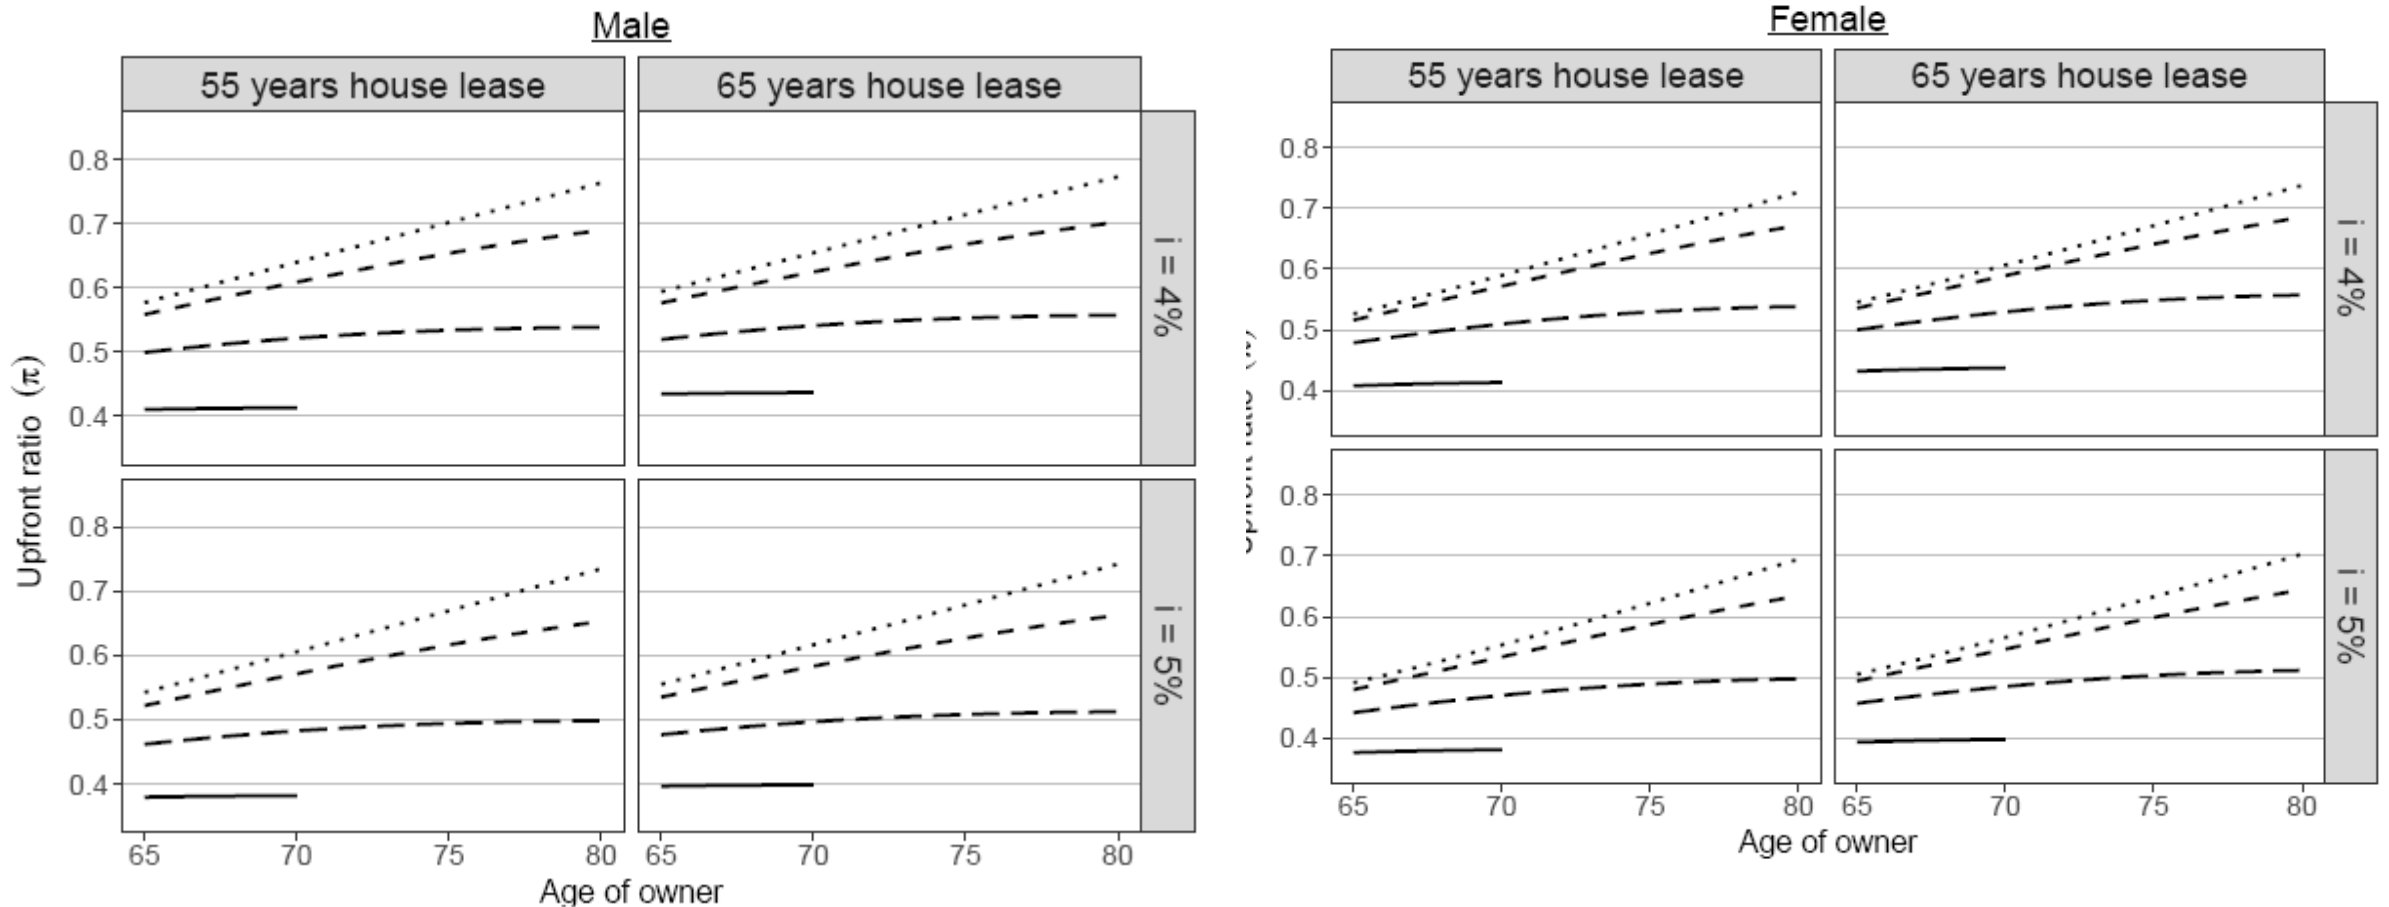 Male
55 years house lease
65 years house lease
0.8
0.7
0.6
0.5
0.4
i = 4%
0.8
0.7
0.6
0.5
0.4
i = 5%
Upfront ratio (π)
65 70 75 80
65 70 75 80
Age of owner
Female
55 years house lease
65 years house lease
0.8
0.7
0.6
0.5
0.4
i = 4%
0.8
0.7
0.6
0.5
0.4
i = 5%
65 70 75 80
65 70 75 80
Age of owner